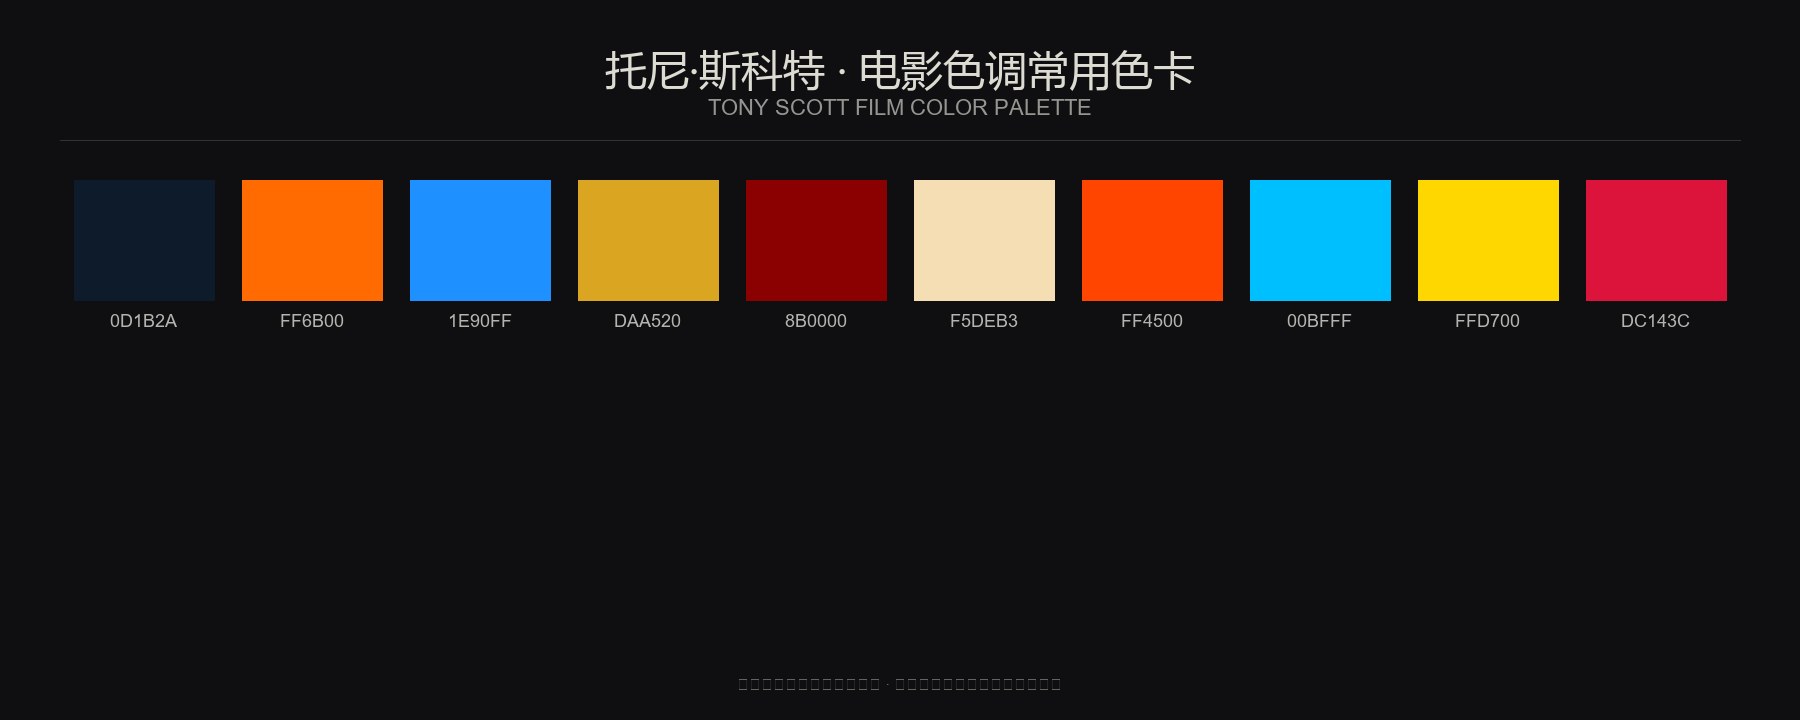 托尼·斯科特 · 电影色调常用色卡
TONY SCOTT FILM COLOR PALETTE
0D1B2A FF6B00 1E90FF DAA520 8B0000 F5DEB3 FF4500 00BFFF FFD700 DC143C